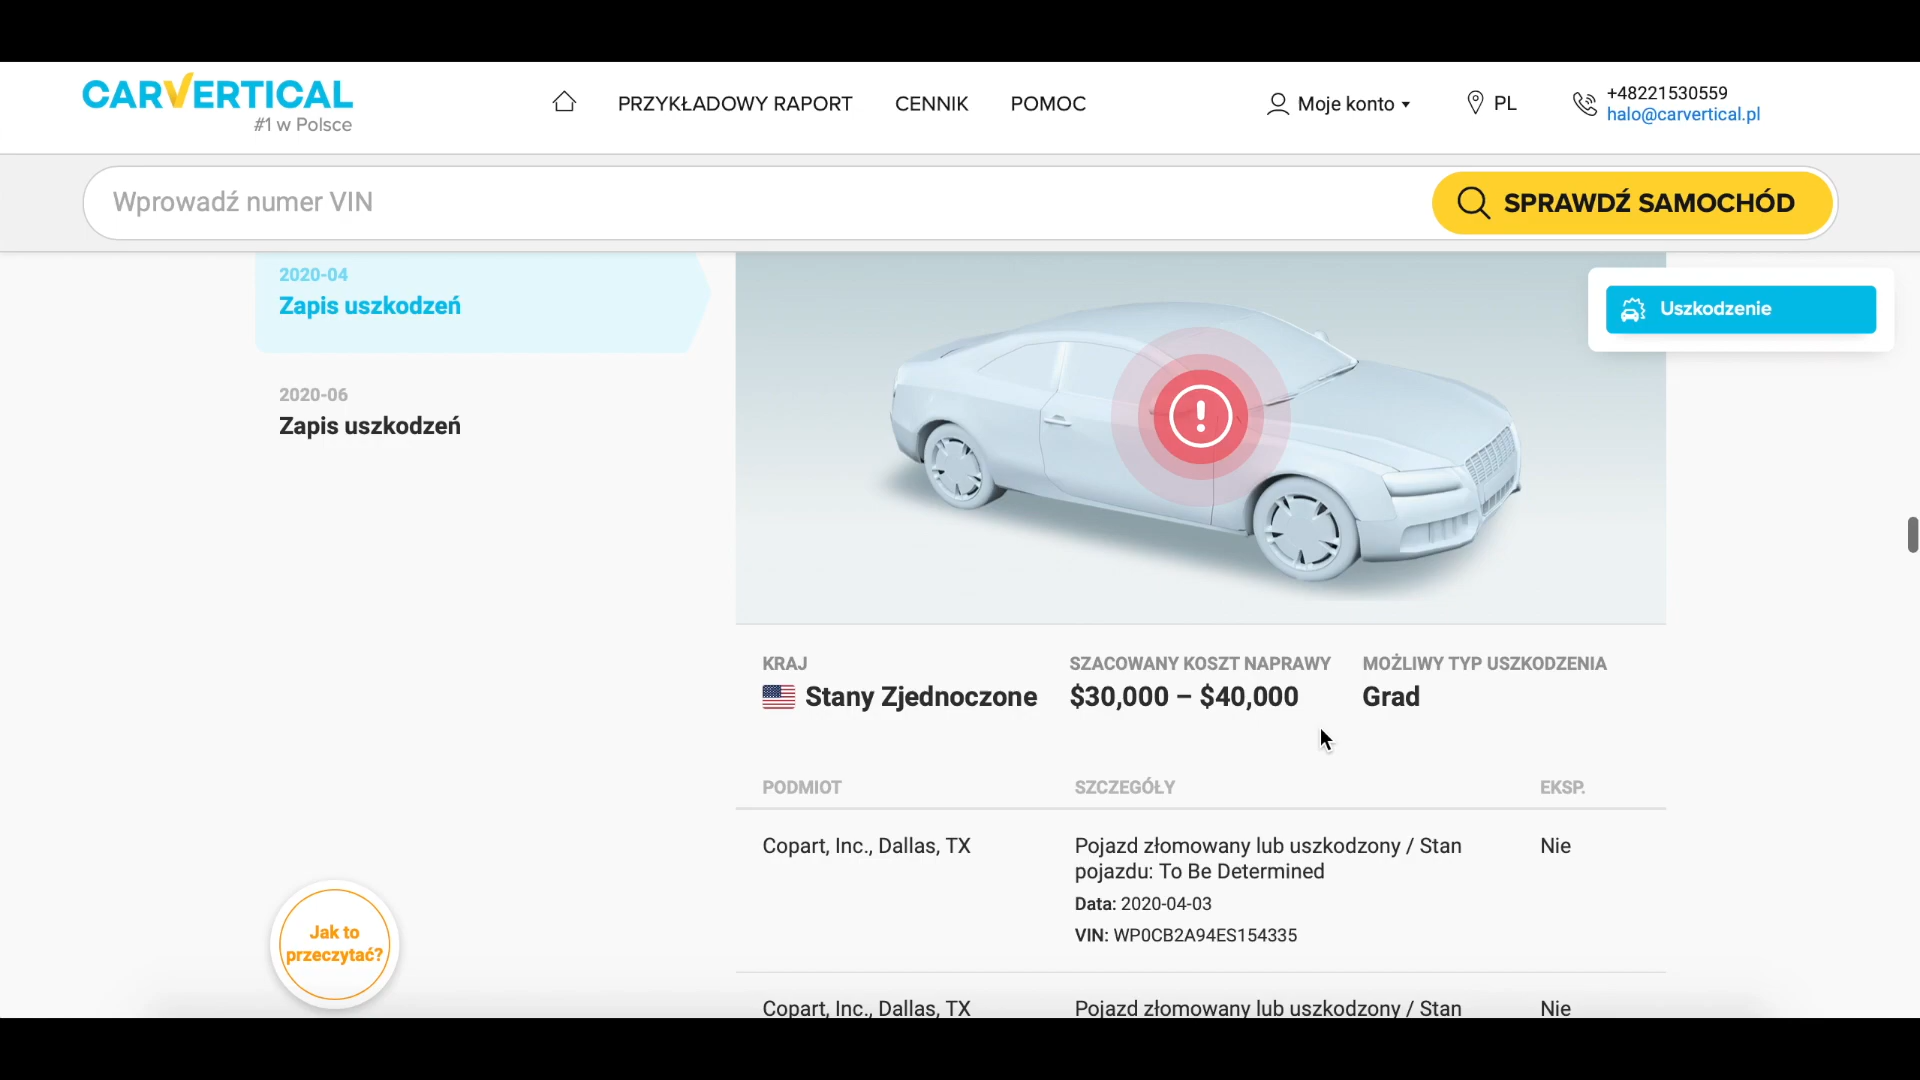 CARVERTICAL
#1 w Polsce
PRZYKŁADOWY RAPORT
CENNIK
POMOC
Moje konto
PL
+48221530559
halo@carvertical.pl
Wprowadź numer VIN
SPRAWDŹ SAMOCHÓD
2020-04
Zapis uszkodzeń
2020-06
Zapis uszkodzeń
Uszkodzenie
KRAJ
Stany Zjednoczone
SZACOWANY KOSZT NAPRAWY
$30,000 – $40,000
MOŻLIWY TYP USZKODZENIA
Grad
PODMIOT
SZCZEGÓŁY
EKSP.
Copart, Inc., Dallas, TX
Pojazd złomowany lub uszkodzony / Stan
pojazdu: To Be Determined
Data: 2020-04-03
VIN: WP0CB2A94ES154335
Nie
Copart, Inc., Dallas, TX
Pojazd złomowany lub uszkodzony / Stan
Nie
Jak to
przeczytać?